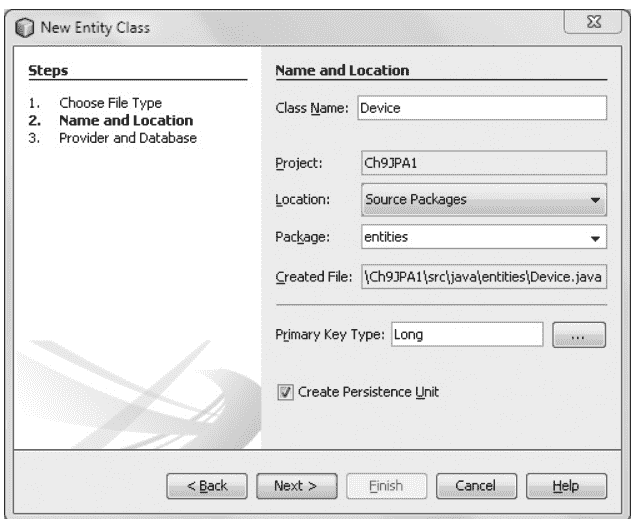 New Entity Class
Steps
1. Choose File Type
2. Name and Location
3. Provider and Database
Name and Location
Class Name: Device
Project: Ch9JPA1
Location: Source Packages
Package: entities
Created File: \Ch9JPA1\src\java\entities\Device.java
Primary Key Type: Long ...
Create Persistence Unit
< Back Next > Finish Cancel Help